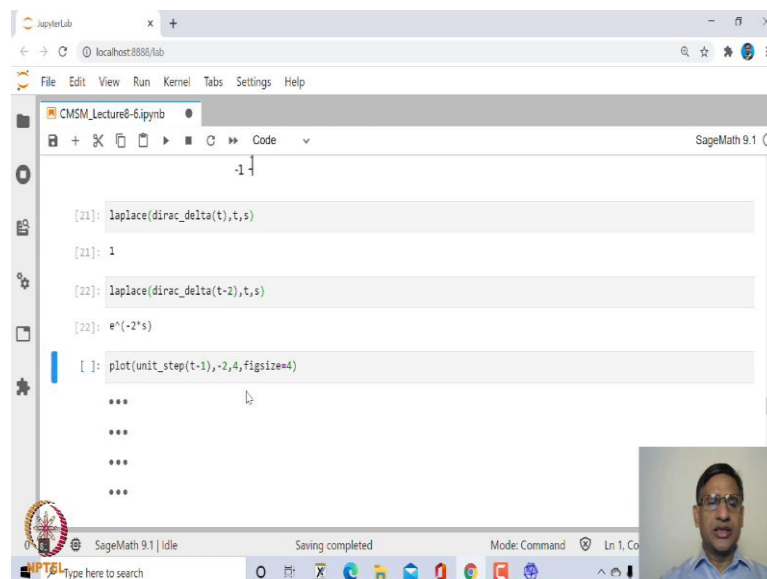 JupyterLab
localhost:8888/lab
File Edit View Run Kernel Tabs Settings Help
CMSM_Lecture8-6.ipynb
Code
SageMath 9.1
-1
[21]: laplace(dirac_delta(t),t,s)
[21]: 1
[22]: laplace(dirac_delta(t-2),t,s)
[22]: e^(-2*s)
[ ]: plot(unit_step(t-1),-2,4,figsize=4)
SageMath 9.1 | Idle
Saving completed
Mode: Command
Ln 1, Co
NPTEL
Type here to search